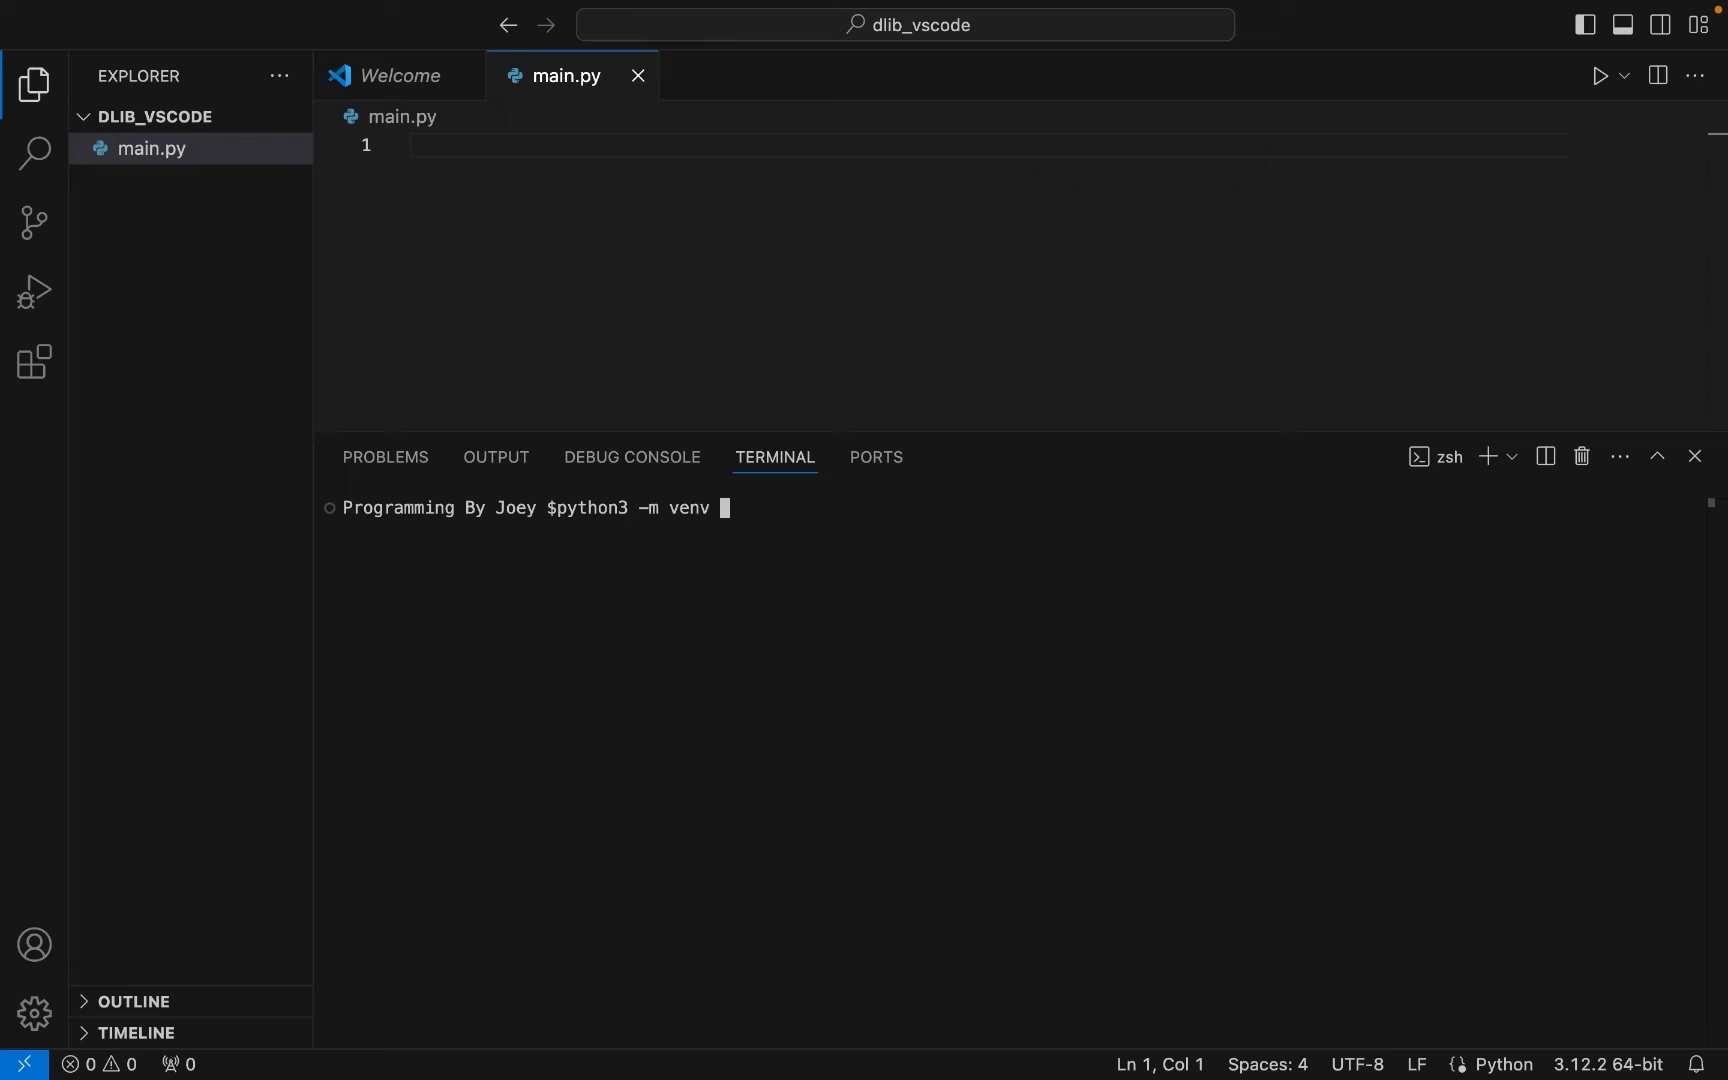 dlib_vscode
EXPLORER
Welcome
main.py
DLIB_VSCODE
main.py
main.py
1
PROBLEMS
OUTPUT
DEBUG CONSOLE
TERMINAL
PORTS
zsh
Programming By Joey $python3 -m venv
OUTLINE
TIMELINE
0 0 0
Ln 1, Col 1
Spaces: 4
UTF-8
LF
Python
3.12.2 64-bit